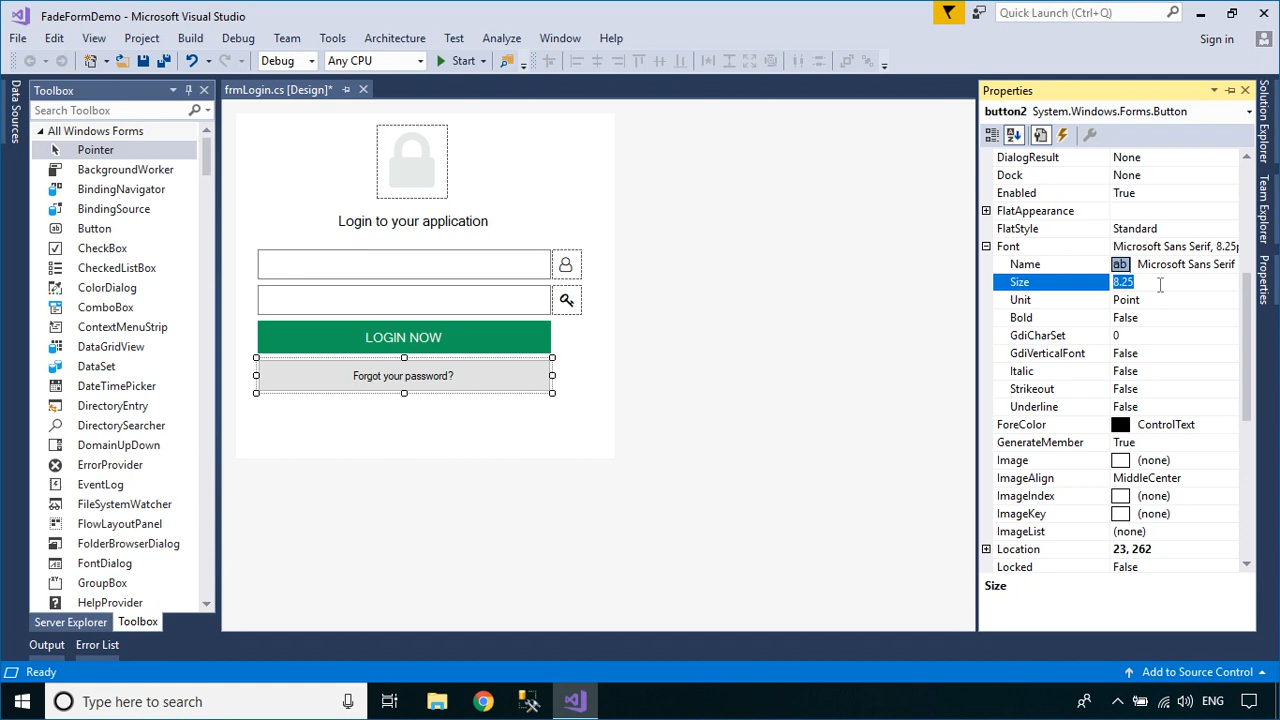 FadeFormDemo - Microsoft Visual Studio
Quick Launch (Ctrl+Q)
File Edit View Project Build Debug Team Tools Architecture Test Analyze Window Help
Sign in
Debug
Any CPU
Start
Data Sources
Toolbox
Search Toolbox
All Windows Forms
Pointer
BackgroundWorker
BindingNavigator
BindingSource
Button
CheckBox
CheckedListBox
ColorDialog
ComboBox
ContextMenuStrip
DataGridView
DataSet
DateTimePicker
DirectoryEntry
DirectorySearcher
DomainUpDown
ErrorProvider
EventLog
FileSystemWatcher
FlowLayoutPanel
FolderBrowserDialog
FontDialog
GroupBox
HelpProvider
Server Explorer
Toolbox
frmLogin.cs [Design]*
Login to your application
LOGIN NOW
Forgot your password?
Properties
button2 System.Windows.Forms.Button
DialogResult None
Dock None
Enabled True
FlatAppearance
FlatStyle Standard
Font Microsoft Sans Serif, 8.25p
Name ab Microsoft Sans Serif
Size 8.25
Unit Point
Bold False
GdiCharSet 0
GdiVerticalFont False
Italic False
Strikeout False
Underline False
ForeColor ControlText
GenerateMember True
Image (none)
ImageAlign MiddleCenter
ImageIndex (none)
ImageKey (none)
ImageList (none)
Location 23, 262
Locked False
Size
Solution Explorer
Team Explorer
Properties
Output
Error List
Ready
Add to Source Control
Type here to search
ENG